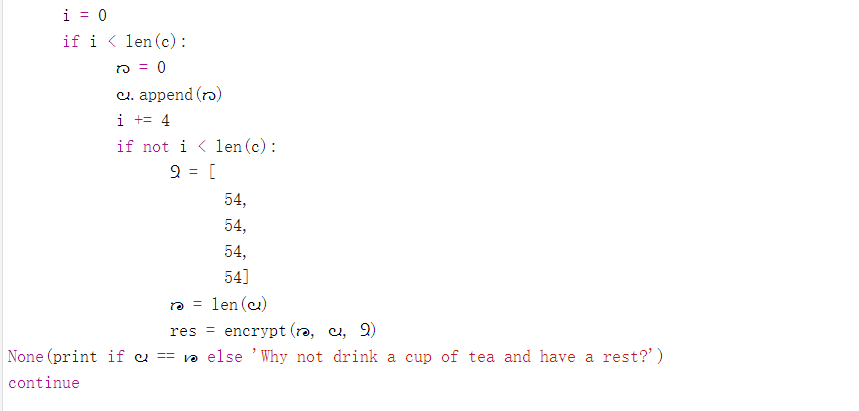 i = 0
if i < len(c):
= 0
.append()
i += 4
if not i < len(c):
= [
54,
54,
54,
54]
= len()
res = encrypt(, , )
None(print if == else 'Why not drink a cup of tea and have a rest?')
continue